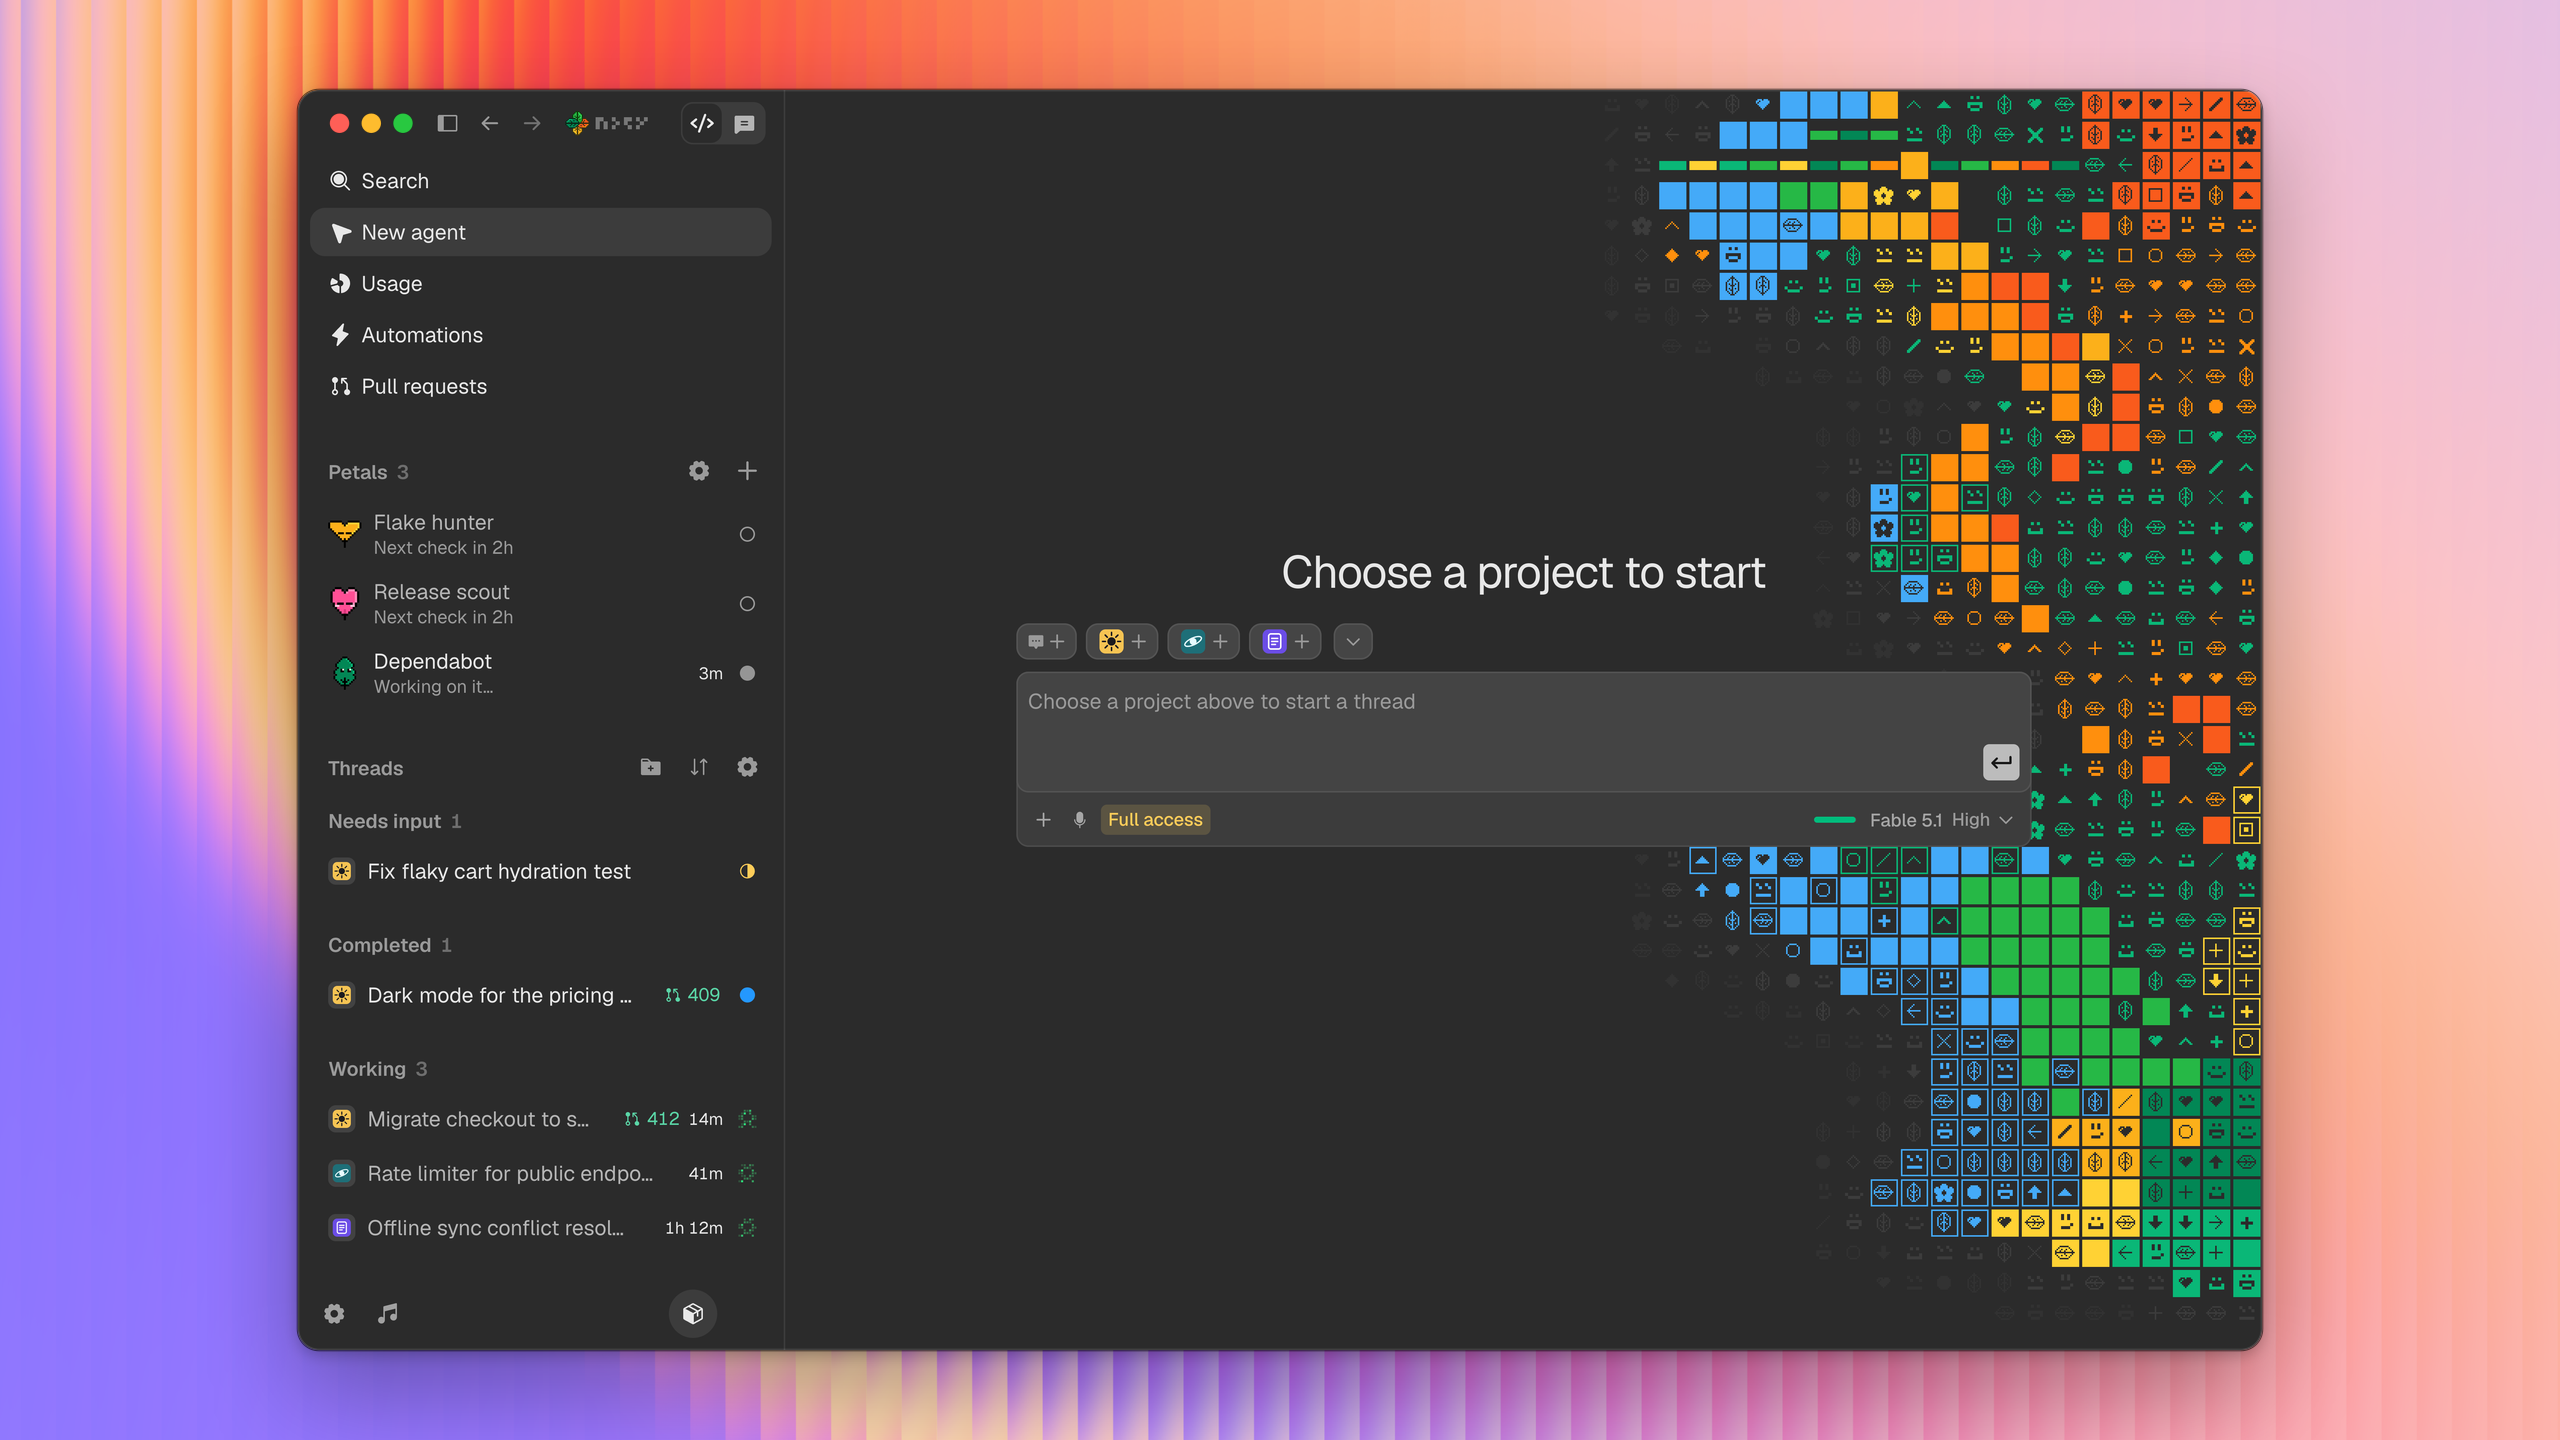 Search
New agent
Usage
Automations
Pull requests
Petals 3
Flake hunter
Next check in 2h
Release scout
Next check in 2h
Dependabot
Working on it…
3m
Threads
Needs input 1
Fix flaky cart hydration test
Completed 1
Dark mode for the pricing … 409
Working 3
Migrate checkout to s… 412 14m
Rate limiter for public endpo… 41m
Offline sync conflict resol… 1h 12m
Choose a project to start
Choose a project above to start a thread
Full access
Fable 5.1 High